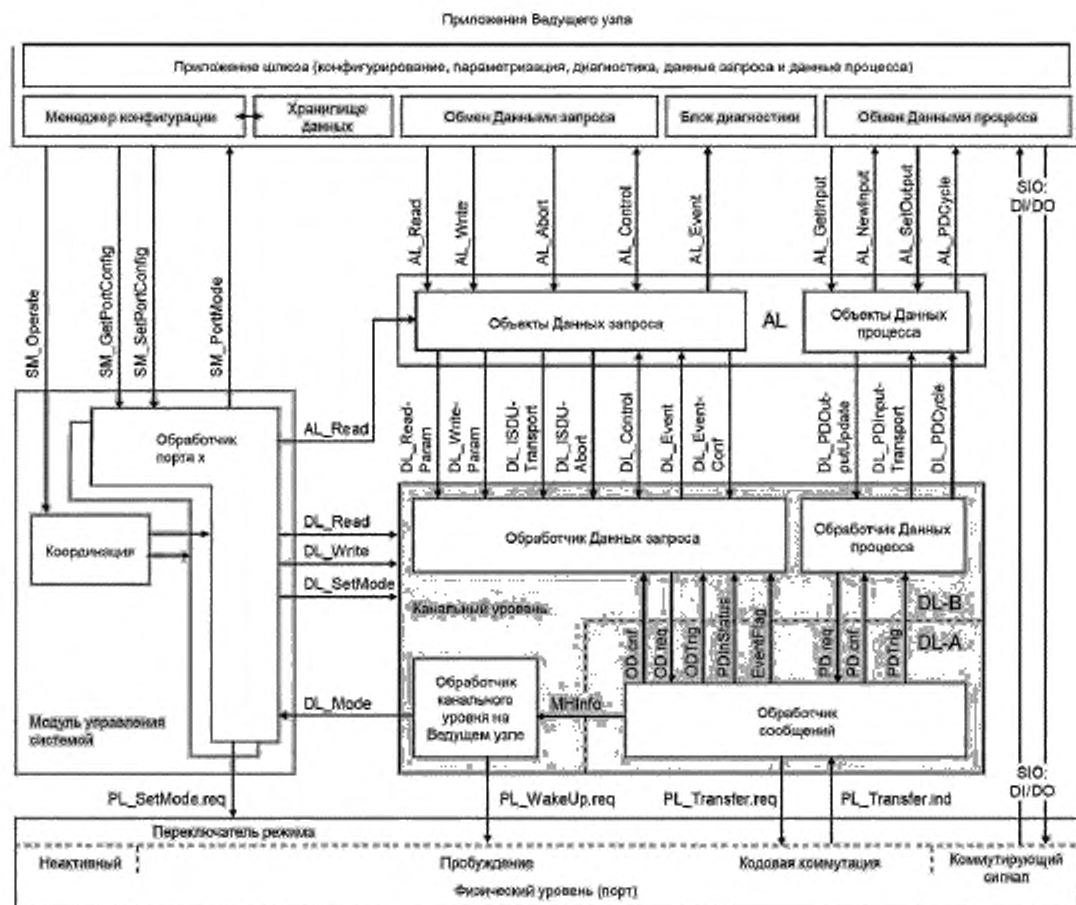 Приложения Ведущего узла
Приложение шлюза (конфигурирование, параметризация, диагностика, данные запроса и данные процесса)
Менеджер конфигурации
Хранилище
данных
Обмен Данными запроса
Блок диагностики
Обмен Данными процесса
SM_Operate
SM_GetPortConfig
SM_SetPortConfig
SM_PortMode
AL_Read
AL_Write
AL_Abort
AL_Control
AL_Event
AL_GetInput
AL_NewInput
AL_SetOutput
AL_PDCycle
SIO:
DI/DO
Объекты Данных запроса
AL
Объекты Данных
процесса
Обработчик
порта x
AL_Read
DL_Read-
Param
DL_Write-
Param
DL_ISDU-
Transport
DL_ISDU-
Abort
DL_Control
DL_Event
DL_Event-
Conf
DL_PDOut-
putUpdate
DL_PDInput-
Transport
DL_PDCycle
Координация
DL_Read
DL_Write
DL_SetMode
Обработчик Данных запроса
Обработчик Данных
процесса
Канальный уровень
DL-B
DL-A
OD.cnf
OD.req
ODTrig
PDInStatus
EventFlag
PD.req
PD.cnf
PDTrig
Обработчик
канального
уровня на
Ведущем узле
DL_Mode
MHInfo
Обработчик
сообщений
Модуль управления
системой
PL_SetMode.req
PL_WakeUp.req
PL_Transfer.req
PL_Transfer.ind
SIO:
DI/DO
Переключатель режима
Неактивный
Пробуждение
Кодовая коммутация
Коммутирующий
сигнал
Физический уровень (порт)